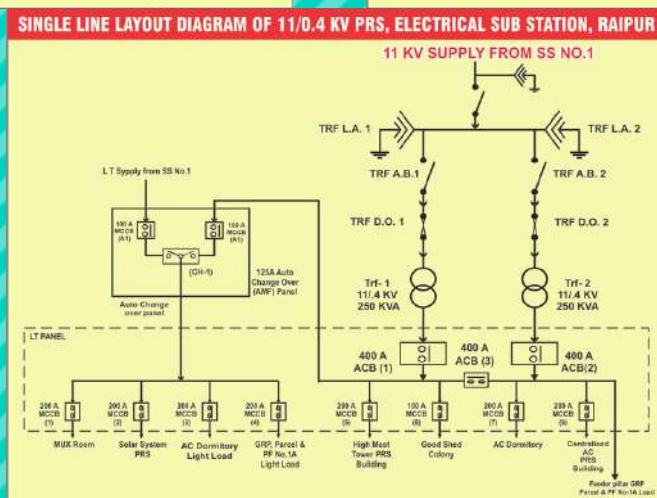 SINGLE LINE LAYOUT DIAGRAM OF 11/0.4 KV PRS, ELECTRICAL SUB STATION, RAIPUR
11 KV SUPPLY FROM SS NO.1
TRF L.A. 1
TRF L.A. 2
TRF A.B.1
TRF A.B. 2
TRF D.O. 1
TRF D.O. 2
L T Sypply from SS No.1
100 A
MCCB
(A1)
100 A
MCCB
(A1)
(CH-1)
125A Auto
Change Over
(AMF) Panel
Auto Change
over panel
Trf- 1
11/.4 KV
250 KVA
Trf- 2
11/.4 KV
250 KVA
LT PANEL
400 A
ACB (1)
400 A
ACB (3)
400 A
ACB(2)
200 A
MCCB
(1)
200 A
MCCB
(2)
200 A
MCCB
(3)
200 A
MCCB
(4)
200 A
MCCB
(5)
100 A
MCCB
(6)
200 A
MCCB
(7)
200 A
MCCB
MUX Room
Solar System
PRS
AC Dormitory
Light Load
GRP, Parcel &
PF No.1A
Light Load
High Mast
Tower PRS
Building
Good Shed
Colony
AC Dormitory
Centralised
AC
PRS
Building
Feeder pillar GRP
Parcel & PF No-1A Load